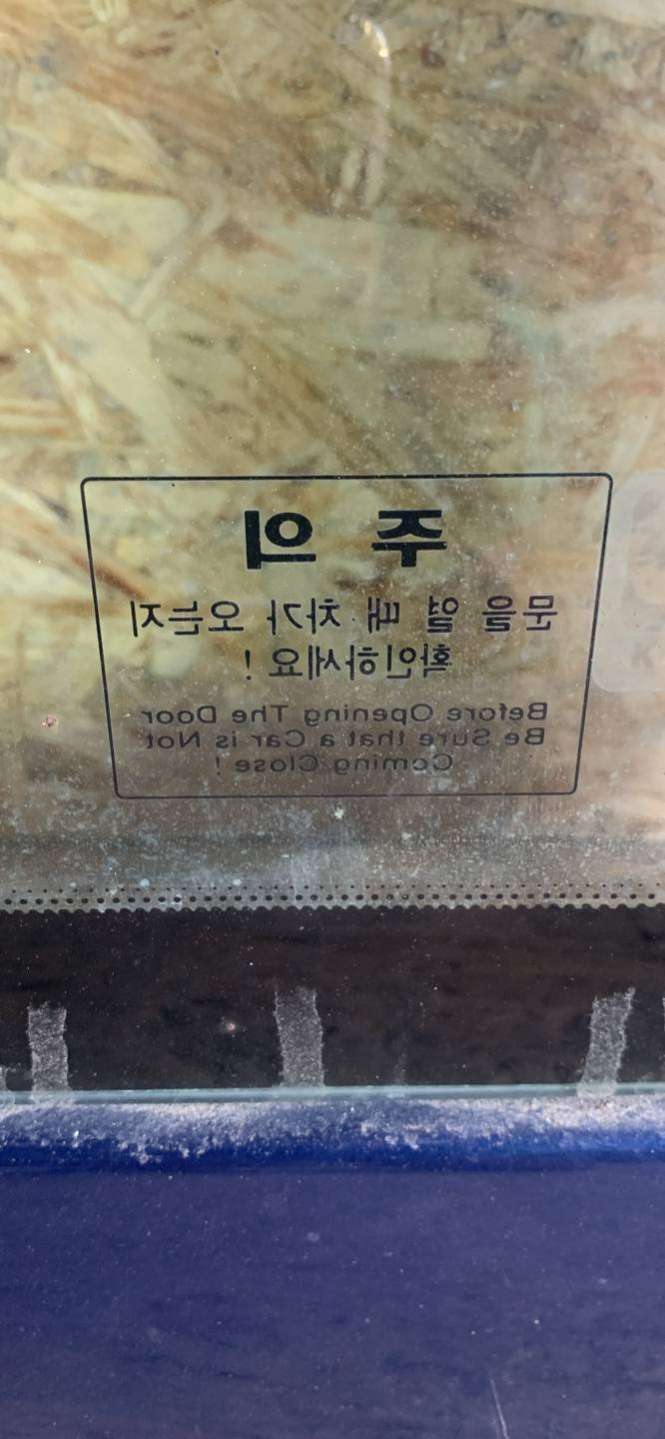 주 의
문을 열 때 차가 오는지
확인하세요!
Before Opening The Door
Be Sure that a Car is Not
Coming Close !